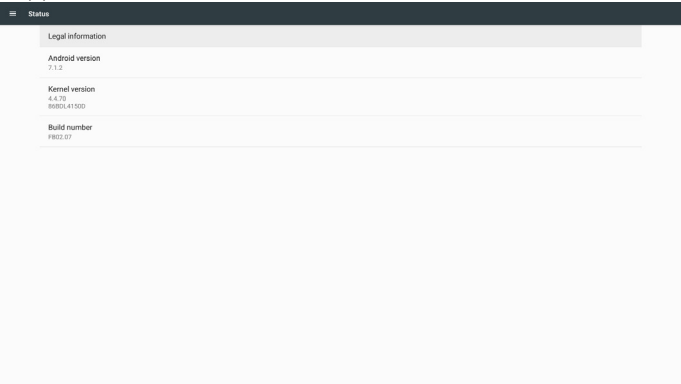 Status
Legal information
Android version
7.1.2
Kernel version
4.4.70
86BDL4150D
Build number
FB02.07